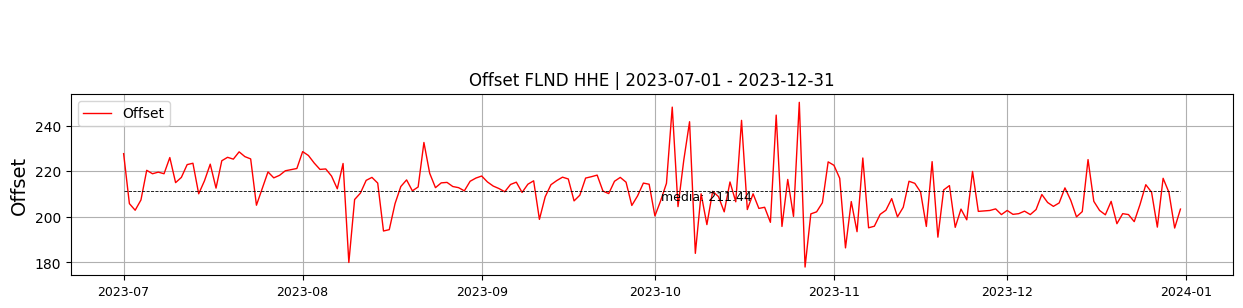 Offset FLND HHE | 2023-07-01 - 2023-12-31
Offset
Offset
240
220
200
180
media: 211.44
2023-07 2023-08 2023-09 2023-10 2023-11 2023-12 2024-01